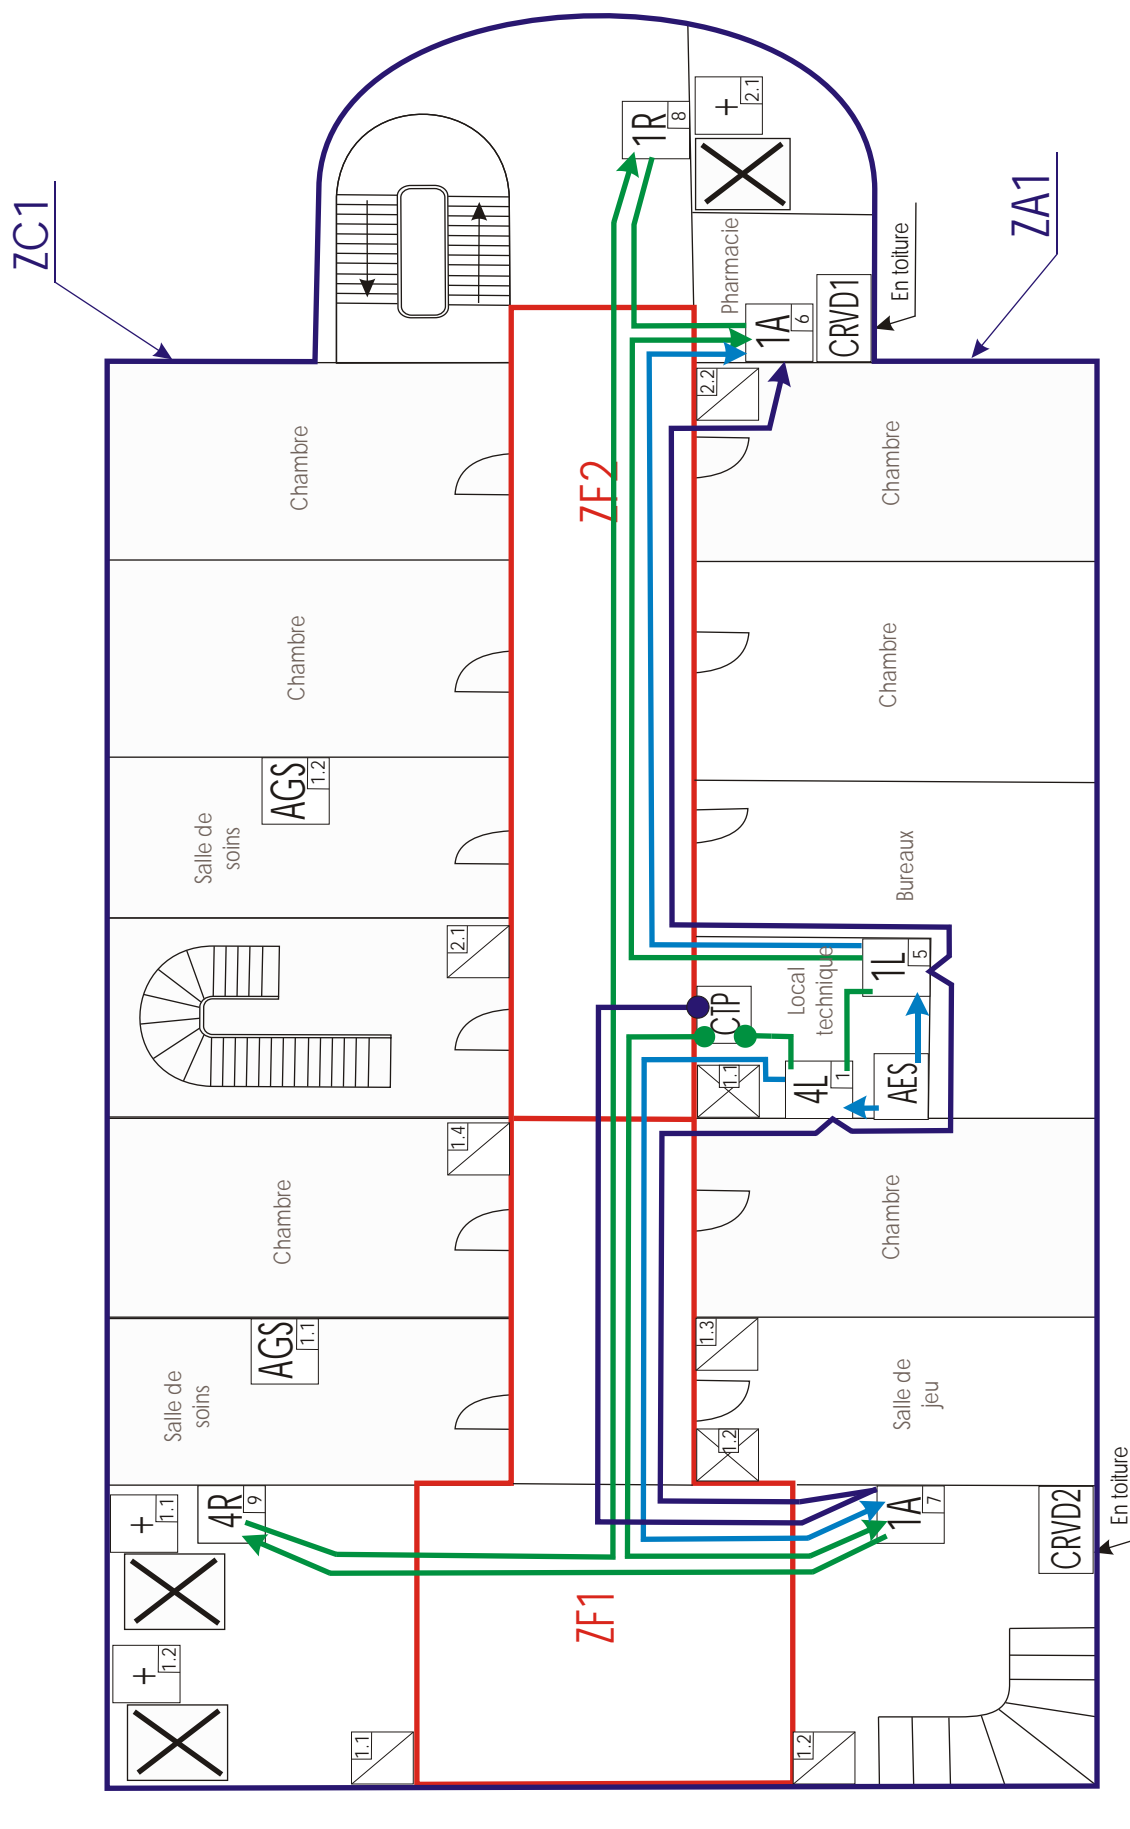 ZC1
ZA1
1R
8
+
2.1
Pharmacie
En toiture
1A
6
CRVD1
2.2
Chambre
Chambre
ZF2
Chambre
Chambre
AGS
1.2
Salle de
soins
Bureaux
2.1
1L
5
Local
technique
CTP
1.1
4L
1
AES
1.4
Chambre
Chambre
AGS
1.1
1.3
Salle de
soins
Salle de
jeu
1.2
En toiture
+
1.1
4R
9
1A
7
CRVD2
ZF1
+
1.2
1.1
1.2